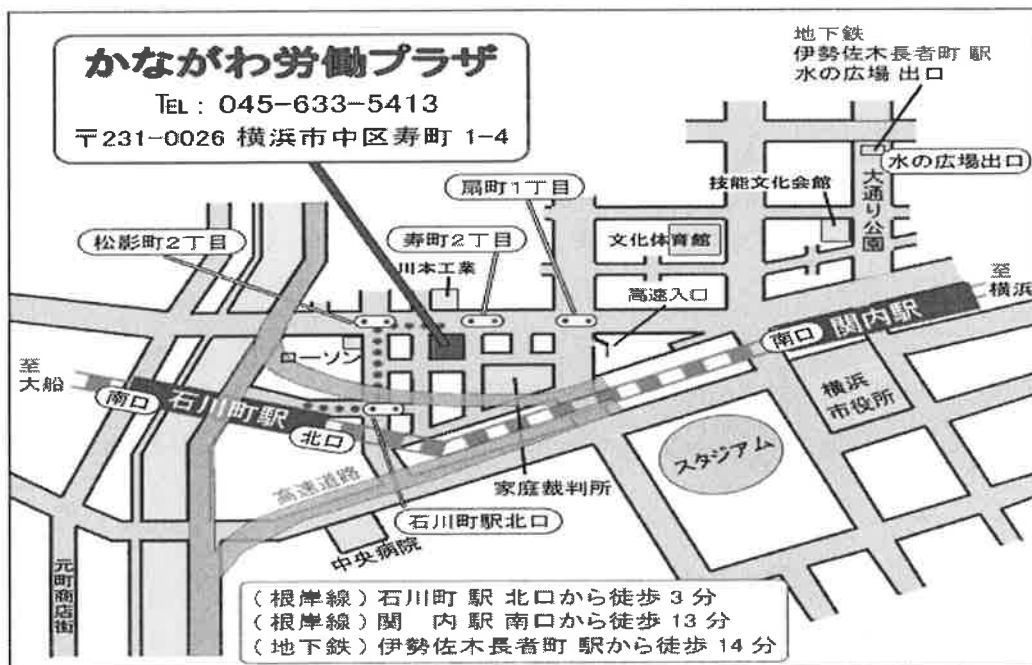 かながわ労働プラザ
TEL: 045-633-5413
〒231-0026 横浜市中区寿町 1-4
地下鉄
伊勢佐木長者町 駅
水の広場 出口
水の広場出口
大通り公園
技能文化会館
扇町1丁目
文化体育館
松影町2丁目
寿町2丁目
川本工業
高速入口
至
横浜
関内駅
南口
ローソン
至
大船
南口
石川町駅
北口
横浜
市役所
スタジアム
高速道路
家庭裁判所
石川町駅北口
中央病院
元町商店街
(根岸線) 石川町 駅 北口から徒歩 3 分
(根岸線) 関 内 駅 南口から徒歩 13 分
(地下鉄) 伊勢佐木長者町 駅から徒歩 14 分